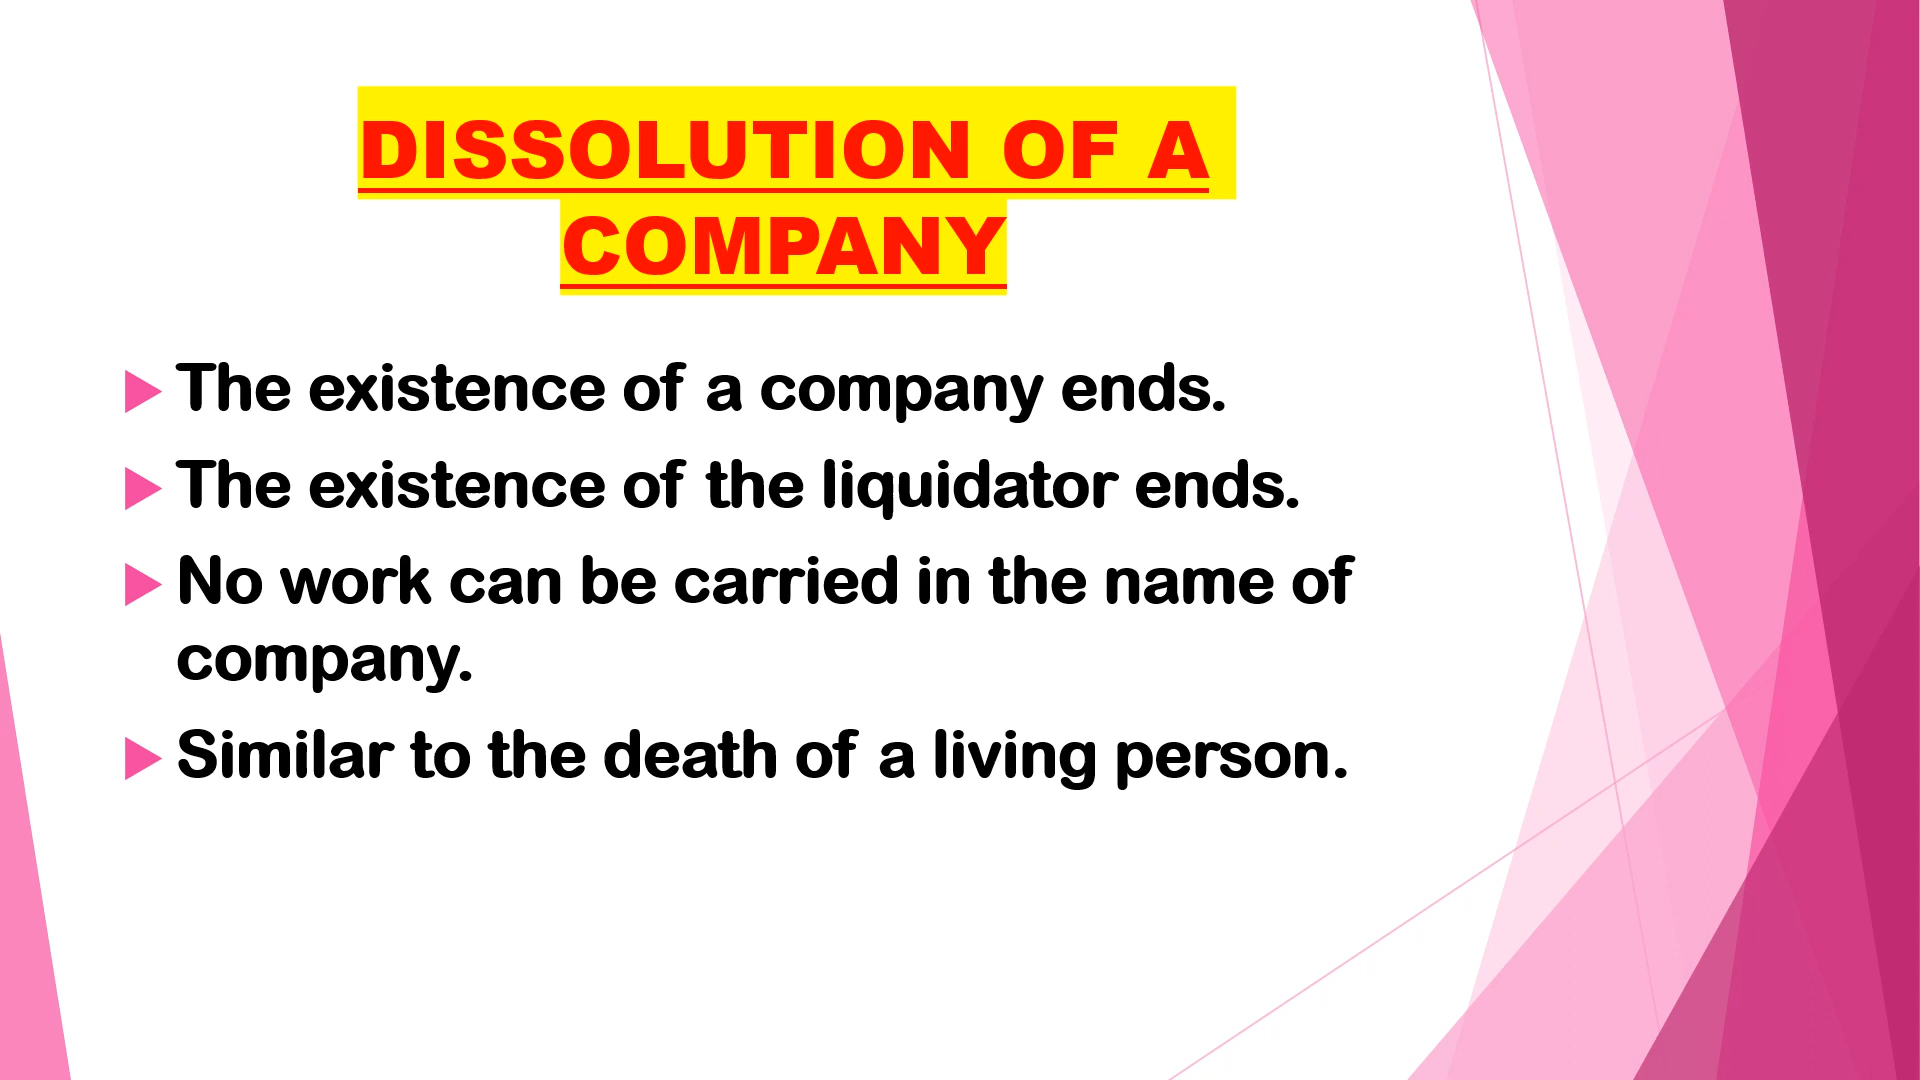 DISSOLUTION OF A
COMPANY
The existence of a company ends.
The existence of the liquidator ends.
No work can be carried in the name of
company.
Similar to the death of a living person.